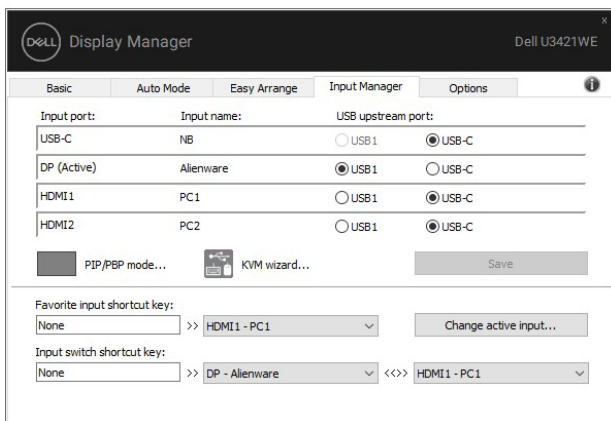 x
DELL Display Manager Dell U3421WE
Basic Auto Mode Easy Arrange Input Manager Options i
Input port: Input name: USB upstream port:
USB-C NB USB1 USB-C
DP (Active) Alienware USB1 USB-C
HDMI1 PC1 USB1 USB-C
HDMI2 PC2 USB1 USB-C
PIP/PBP mode... KVM wizard... Save
Favorite input shortcut key:
None >> HDMI1 - PC1 Change active input...
Input switch shortcut key:
None >> DP - Alienware <<>> HDMI1 - PC1